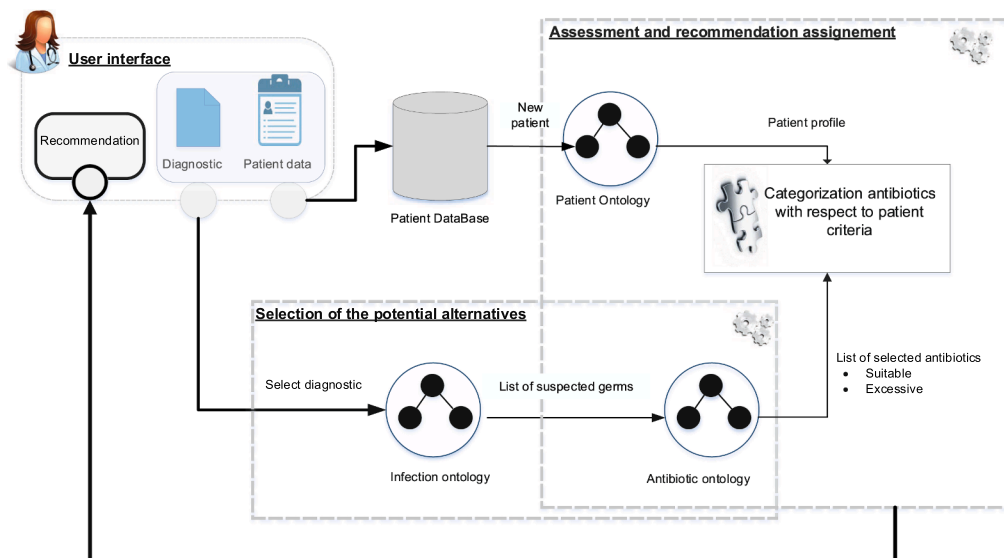 Assessment and recommendation assignement
User interface
Recommendation
Diagnostic
Patient data
Patient DataBase
New
patient
Patient Ontology
Patient profile
Categorization antibiotics
with respect to patient
criteria
Selection of the potential alternatives
Select diagnostic
Infection ontology
List of suspected germs
Antibiotic ontology
List of selected antibiotics
• Suitable
• Excessive